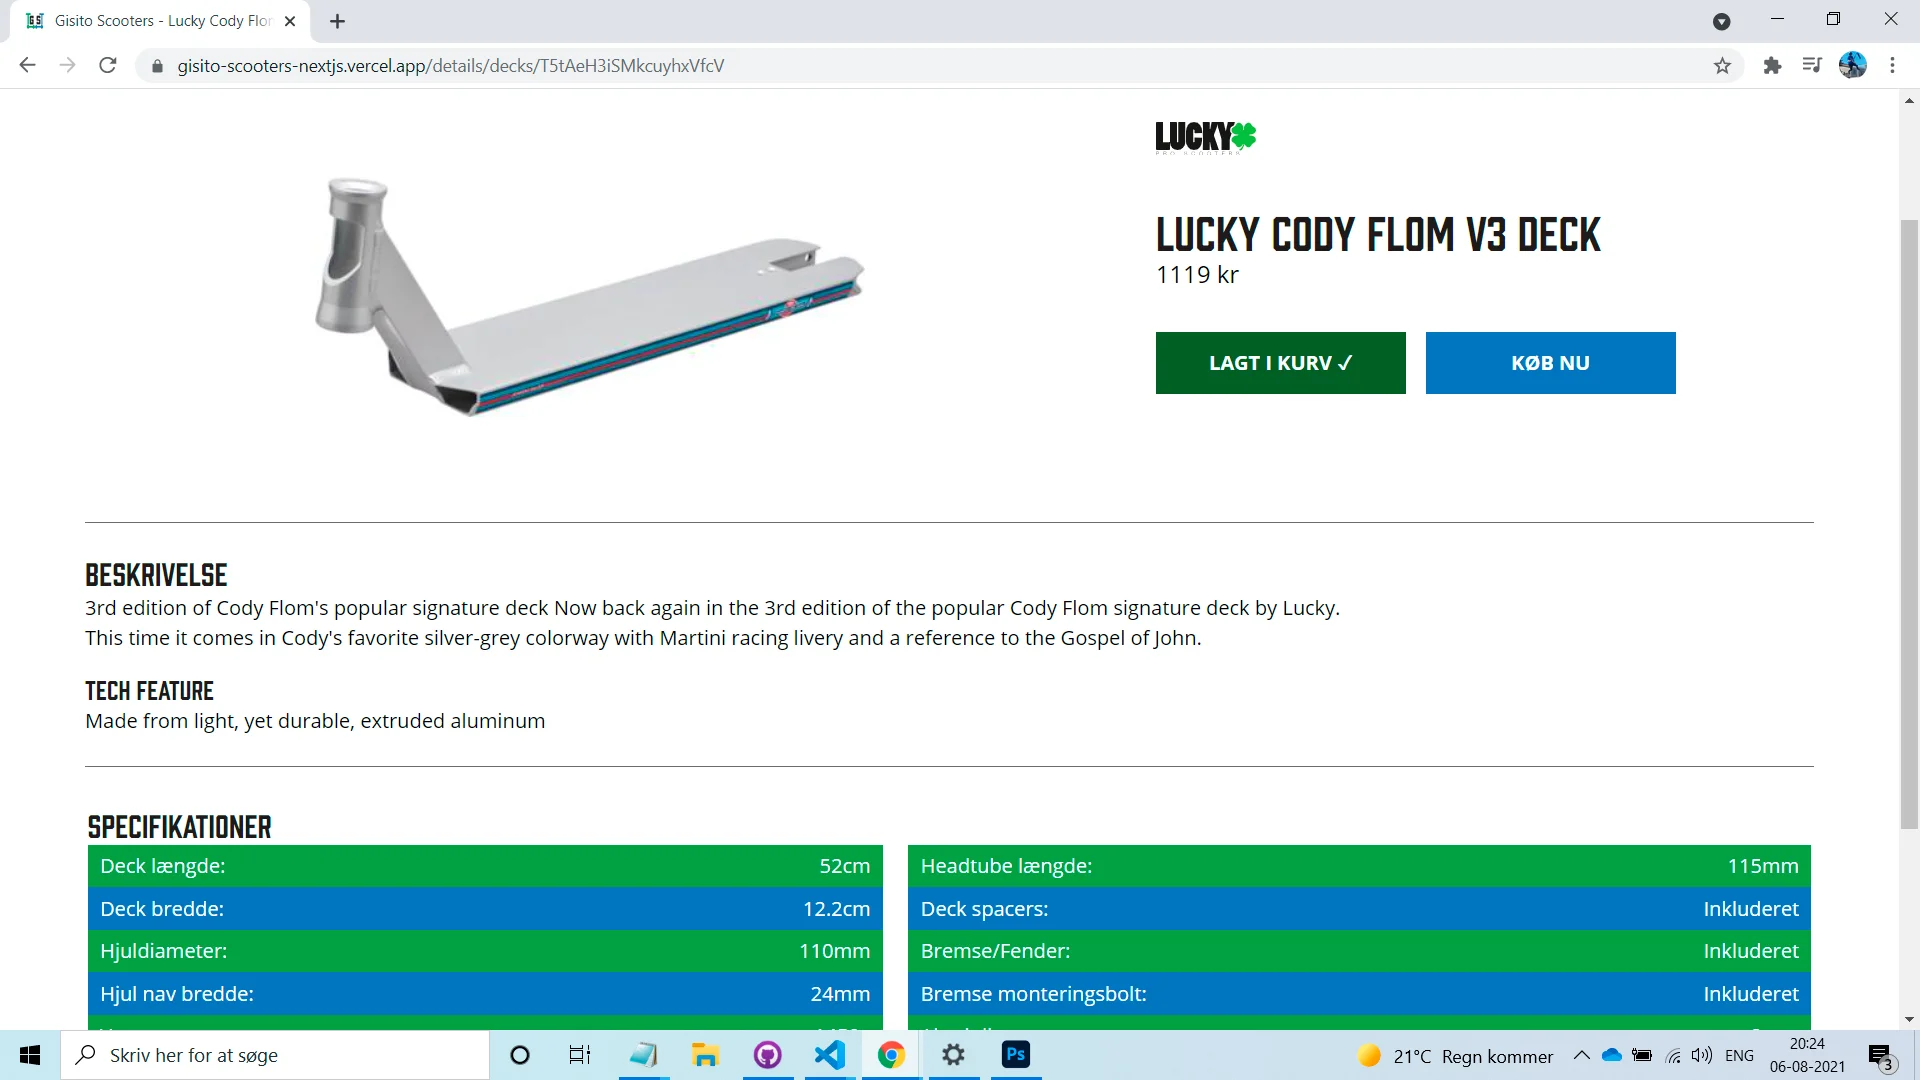 Gisito Scooters - Lucky Cody Flor
gisito-scooters-nextjs.vercel.app/details/decks/T5tAeH3iSMkcuyhxVfcV
LUCKY
PRO SCOOTERS
LUCKY CODY FLOM V3 DECK
1119 kr
LAGT I KURV ✓
KØB NU
BESKRIVELSE
3rd edition of Cody Flom's popular signature deck Now back again in the 3rd edition of the popular Cody Flom signature deck by Lucky.
This time it comes in Cody's favorite silver-grey colorway with Martini racing livery and a reference to the Gospel of John.
TECH FEATURE
Made from light, yet durable, extruded aluminum
SPECIFIKATIONER
Deck længde: 52cm
Headtube længde: 115mm
Deck bredde: 12.2cm
Deck spacers: Inkluderet
Hjuldiameter: 110mm
Bremse/Fender: Inkluderet
Hjul nav bredde: 24mm
Bremse monteringsbolt: Inkluderet
Skriv her for at søge
Ps
21°C Regn kommer
ENG
20:24
06-08-2021
3